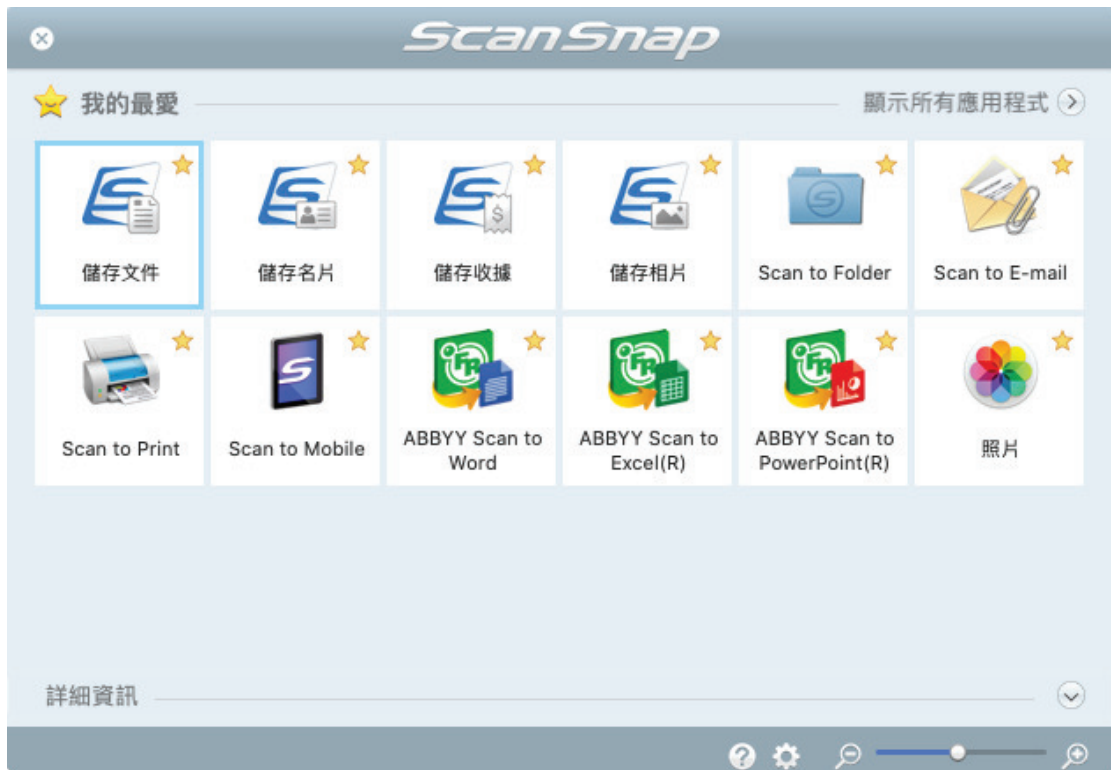 ScanSnap
我的最愛
顯示所有應用程式
儲存文件
儲存名片
儲存收據
儲存相片
Scan to Folder
Scan to E-mail
Scan to Print
Scan to Mobile
ABBYY Scan to
Word
ABBYY Scan to
Excel(R)
ABBYY Scan to
PowerPoint(R)
照片
詳細資訊